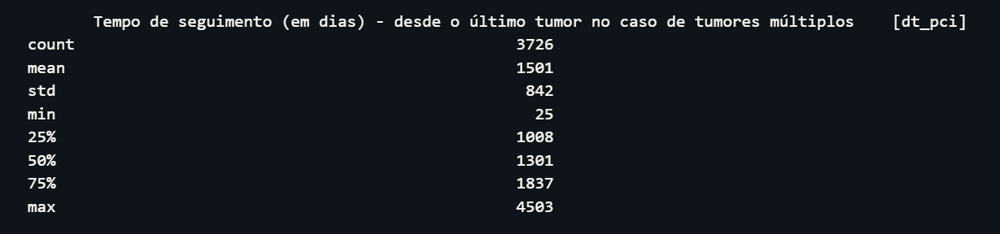 Tempo de seguimento (em dias) - desde o último tumor no caso de tumores múltiplos [dt_pci]
count 3726
mean 1501
std 842
min 25
25% 1008
50% 1301
75% 1837
max 4503